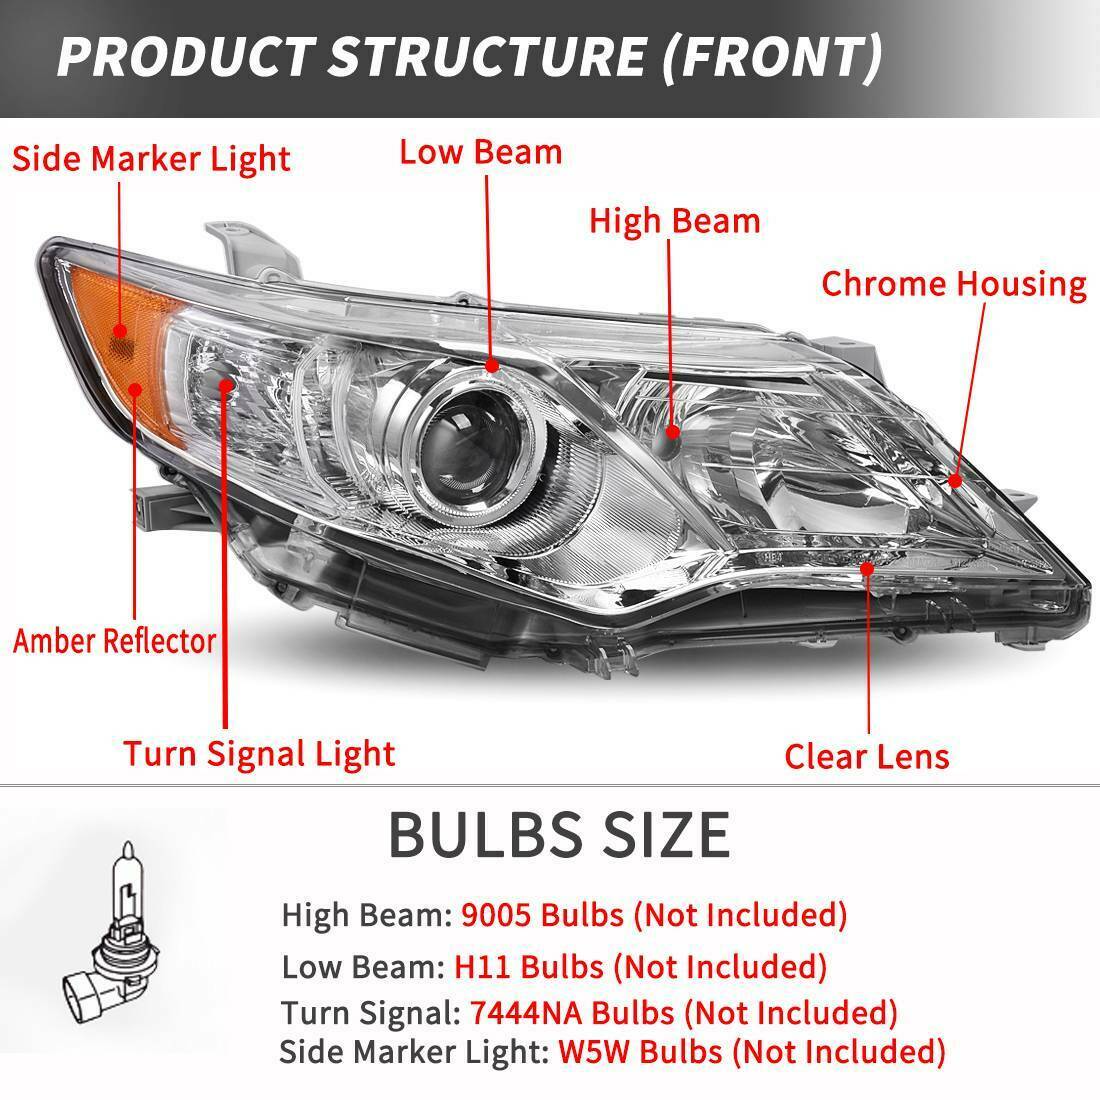 PRODUCT STRUCTURE (FRONT)
Side Marker Light
Low Beam
High Beam
Chrome Housing
Amber Reflector
Turn Signal Light
Clear Lens
BULBS SIZE
High Beam: 9005 Bulbs (Not Included)
Low Beam: H11 Bulbs (Not Included)
Turn Signal: 7444NA Bulbs (Not Included)
Side Marker Light: W5W Bulbs (Not Included)